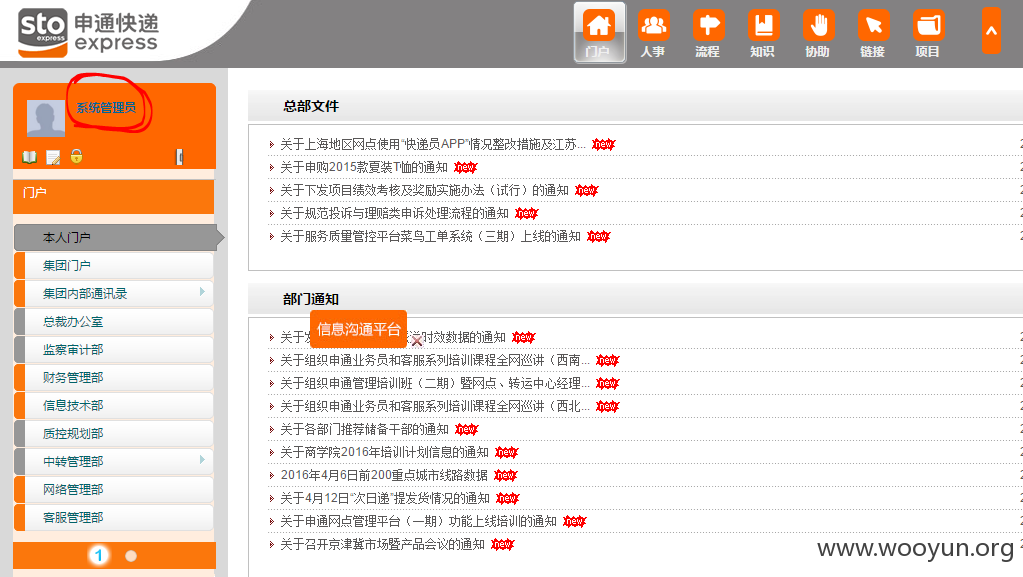 sto express 申通快递
express
门户 人事 流程 知识 协助 链接 项目
系统管理员
门户
本人门户
集团门户
集团内部通讯录
总裁办公室
监察审计部
财务管理部
信息技术部
质控规划部
中转管理部
网络管理部
客服管理部
1
总部文件
关于上海地区网点使用“快递员APP”情况整改措施及江苏... new
关于申购2015款夏装T恤的通知 new
关于下发项目绩效考核及奖励实施办法（试行）的通知 new
关于规范投诉与理赔类申诉处理流程的通知 new
关于服务质量管控平台菜鸟工单系统（三期）上线的通知 new
部门通知
信息沟通平台
关于 时效数据的通知 new
关于组织申通业务员和客服系列培训课程全网巡讲（西南... new
关于组织申通管理培训班（二期）暨网点、转运中心经理... new
关于组织申通业务员和客服系列培训课程全网巡讲（西北... new
关于各部门推荐储备干部的通知 new
关于商学院2016年培训计划信息的通知 new
2016年4月6日前200重点城市线路数据 new
关于4月12日“次日递”提发货情况的通知 new
关于申通网点管理平台（一期）功能上线培训的通知 new
关于召开京津冀市场暨产品会议的通知 new
www.wooyun.org